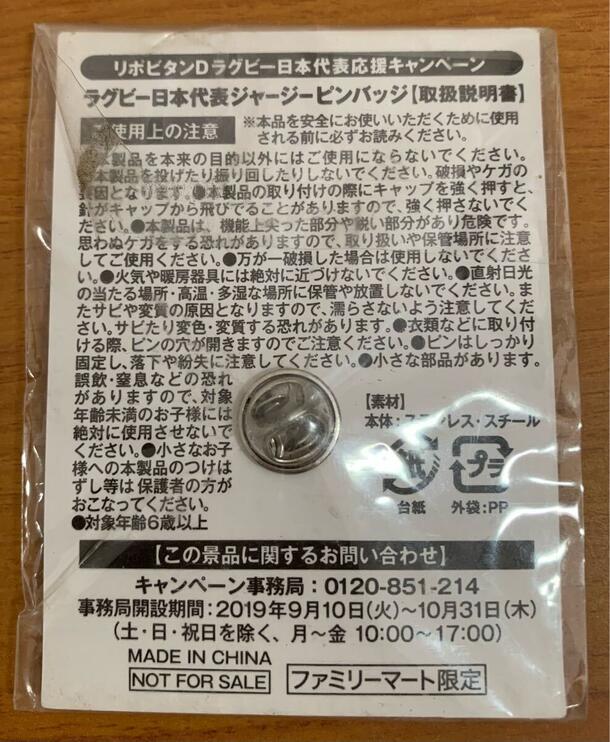 リポビタンDラグビー日本代表応援キャンペーン
ラグビー日本代表ジャージーピンバッジ【取扱説明書】
使用上の注意
※本品を安全にお使いいただくために使用
される前に必ずお読みください。
本製品を本来の目的以外にはご使用にならないでください。
本製品を投げたり振り回したりしないでください。破損やケガの
原因となります。●本製品の取り付けの際にキャップを強く押すと、
針がキャップから飛びでることがありますので、強く押さないでく
ださい。●本製品は、機能上尖った部分や鋭い部分があり危険です。
思わぬケガをする恐れがありますので、取り扱いや保管場所に注意
してご使用ください。●万が一破損した場合は使用しないでくださ
い。●火気や暖房器具には絶対に近づけないでください。●直射日光
の当たる場所・高温・多湿な場所に保管や放置しないでください。ま
たサビや変質の原因となりますので、濡らさないよう注意してくだ
さい。サビたり変色・変質する恐れがあります。●衣類などに取り付
ける際、ピンの穴が開きますのでご注意ください。●ピンはしっかり
固定し、落下や紛失に注意してください。●小さな部品があります。
誤飲・窒息などの恐れ
がありますので、対象
年齢未満のお子様には
絶対に使用させないで
ください。●小さなお子
様への本製品のつけは
ずし等は保護者の方が
おこなってください。
●対象年齢6歳以上
【素材】
本体:ステンレス・スチール
紙
プラ
台紙
外袋:PP
【この景品に関するお問い合わせ】
キャンペーン事務局:0120-851-214
事務局開設期間:2019年9月10日(火)〜10月31日(木)
(土・日・祝日を除く、月〜金 10:00〜17:00)
MADE IN CHINA
NOT FOR SALE
ファミリーマート限定